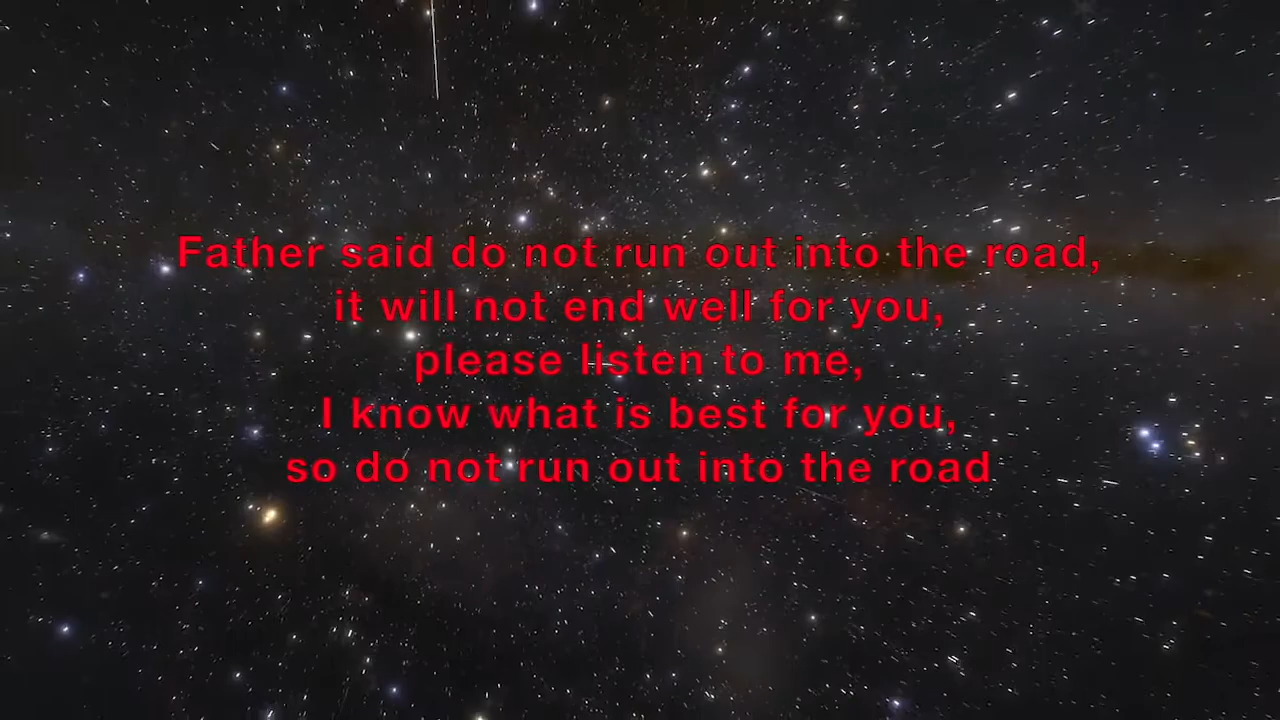 Father said do not run out into the road,
it will not end well for you,
please listen to me,
I know what is best for you,
so do not run out into the road